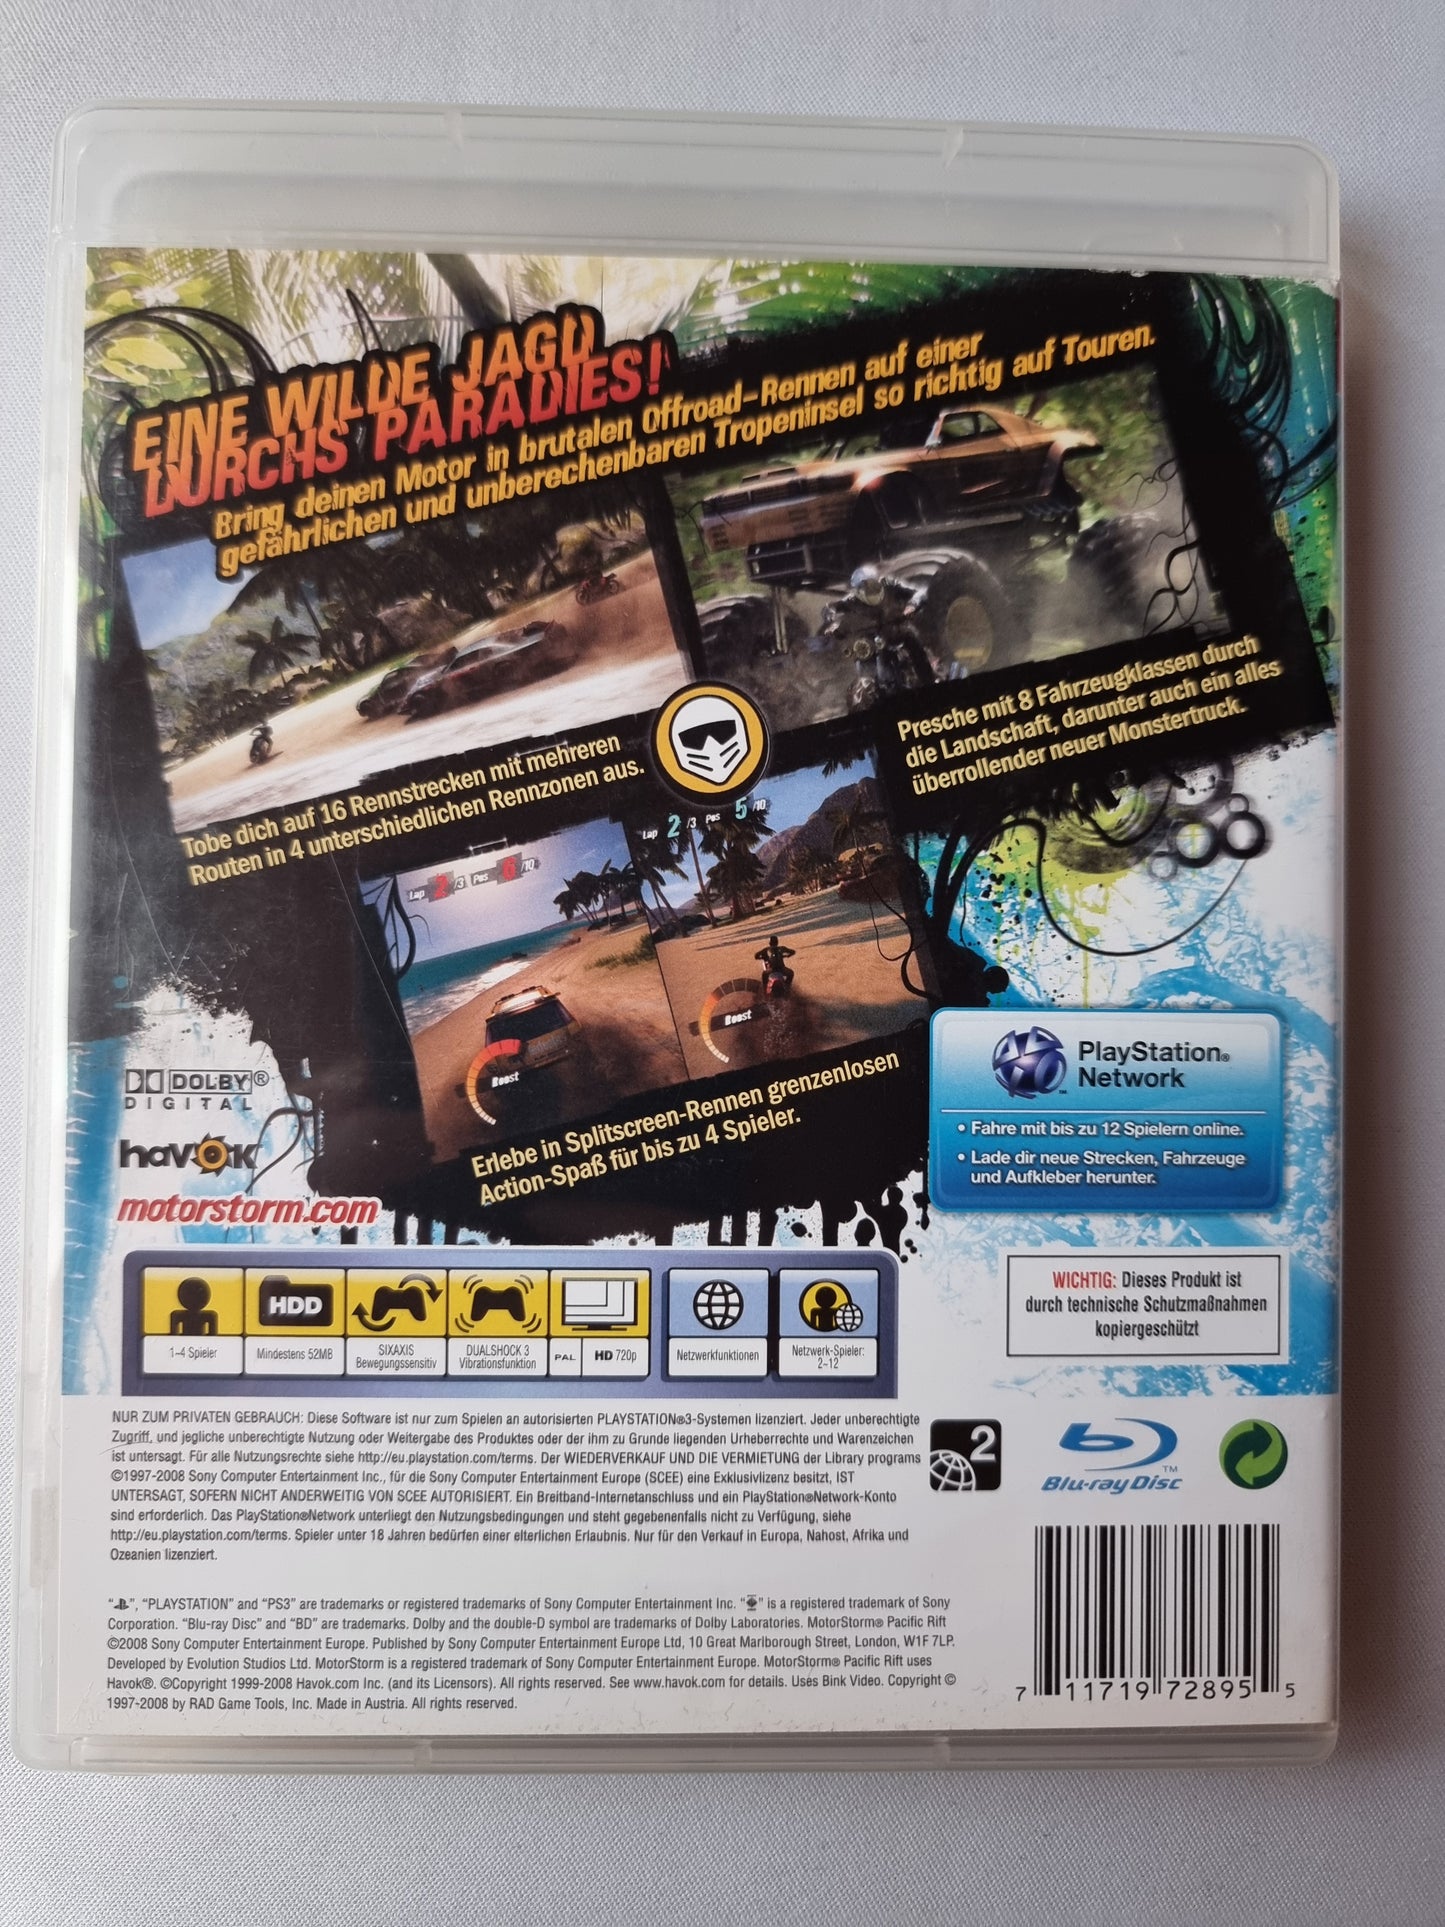 EINE WILDE JAGD
DURCHS PARADIES!
Bring deinen Motor in brutalen Offroad-Rennen auf einer
gefährlichen und unberechenbaren Tropeninsel so richtig auf Touren.
Presche mit 8 Fahrzeugklassen durch
die Landschaft, darunter auch ein alles
überrollender neuer Monstertruck.
Tobe dich auf 16 Rennstrecken mit mehreren
Routen in 4 unterschiedlichen Rennzonen aus.
Lap 2/3 Pos 5/10
Lap 2/3 Pos 6/10
Boost
Boost
Erlebe in Splitscreen-Rennen grenzenlosen
Action-Spaß für bis zu 4 Spieler.
PlayStation®
Network
• Fahre mit bis zu 12 Spielern online.
• Lade dir neue Strecken, Fahrzeuge
und Aufkleber herunter.
DOLBY®
DIGITAL
havok
motorstorm.com
HDD
1-4 Spieler
Mindestens 52MB
SIXAXIS
Bewegungssensitiv
DUALSHOCK 3
Vibrationsfunktion
PAL
HD 720p
Netzwerkfunktionen
Netzwerk-Spieler:
2-12
WICHTIG: Dieses Produkt ist
durch technische Schutzmaßnahmen
kopiergeschützt
NUR ZUM PRIVATEN GEBRAUCH: Diese Software ist nur zum Spielen an autorisierten PLAYSTATION®3-Systemen lizenziert. Jeder unberechtigte
Zugriff, und jegliche unberechtigte Nutzung oder Weitergabe des Produktes oder der ihm zu Grunde liegenden Urheberrechte und Warenzeichen
ist untersagt. Für alle Nutzungsrechte siehe http://eu.playstation.com/terms. Der WIEDERVERKAUF UND DIE VERMIETUNG der Library programs
©1997-2008 Sony Computer Entertainment Inc., für die Sony Computer Entertainment Europe (SCEE) eine Exklusivlizenz besitzt, IST
UNTERSAGT, SOFERN NICHT ANDERWEITIG VON SCEE AUTORISIERT. Ein Breitband-Internetanschluss und ein PlayStation®Network-Konto
sind erforderlich. Das PlayStation®Network unterliegt den Nutzungsbedingungen und steht gegebenenfalls nicht zu Verfügung, siehe
http://eu.playstation.com/terms. Spieler unter 18 Jahren bedürfen einer elterlichen Erlaubnis. Nur für den Verkauf in Europa, Nahost, Afrika und
Ozeanien lizenziert.
2
Blu-ray Disc™
“ ”, “PLAYSTATION” and “PS3” are trademarks or registered trademarks of Sony Computer Entertainment Inc. “ ” is a registered trademark of Sony
Corporation. “Blu-ray Disc” and “BD” are trademarks. Dolby and the double-D symbol are trademarks of Dolby Laboratories. MotorStorm® Pacific Rift
©2008 Sony Computer Entertainment Europe. Published by Sony Computer Entertainment Europe Ltd, 10 Great Marlborough Street, London, W1F 7LP.
Developed by Evolution Studios Ltd. MotorStorm is a registered trademark of Sony Computer Entertainment Europe. MotorStorm® Pacific Rift uses
Havok®. ©Copyright 1999-2008 Havok.com Inc. (and its Licensors). All rights reserved. See www.havok.com for details. Uses Bink Video. Copyright ©
1997-2008 by RAD Game Tools, Inc. Made in Austria. All rights reserved.
7 11719 72895 5